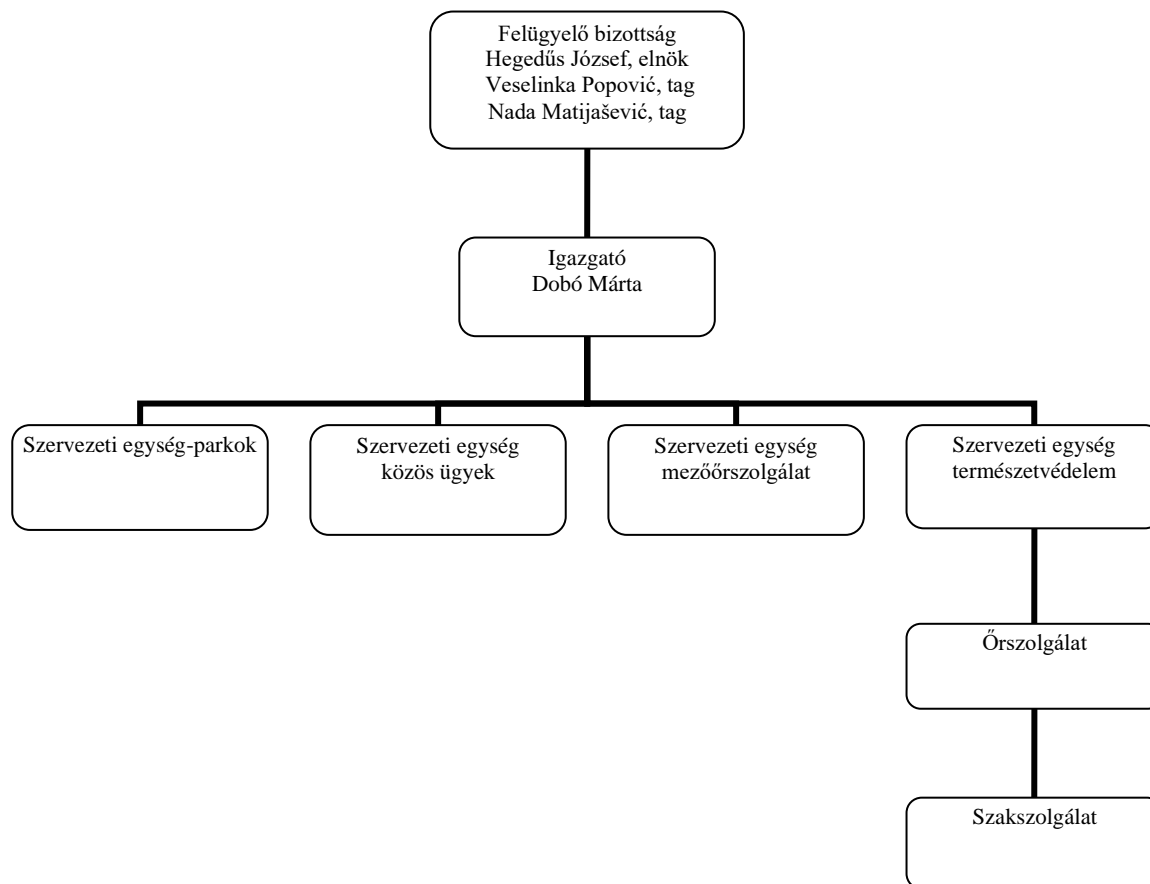 Felügyelő bizottság
Hegedűs József, elnök
Veselinka Popović, tag
Nada Matijašević, tag
Igazgató
Dobó Márta
Szervezeti egység-parkok
Szervezeti egység
közös ügyek
Szervezeti egység
mezőőrszolgálat
Szervezeti egység
természetvédelem
Őrszolgálat
Szakszolgálat